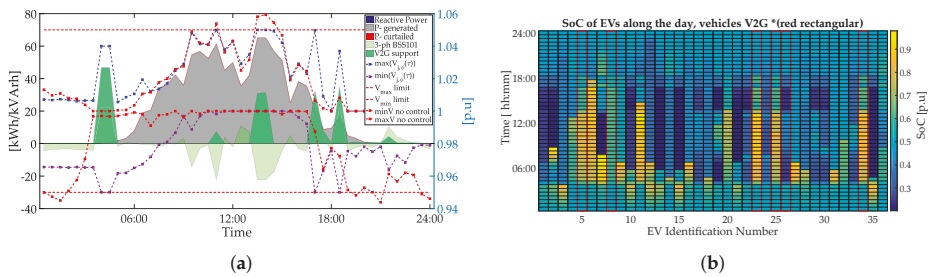 80
60
40
20
0
-20
-40
[kWh/kVArh]
06:00
12:00
18:00
24:00
Time
1.06
1.04
1.02
1
0.98
0.96
0.94
[p.u]
Reactive Power
P- generated
P- curtailed
3-ph BSS101
V2G support
max(V_{j,ϕ}(τ))
min(V_{j,ϕ}(τ))
V_{max} limit
V_{min} limit
minV no control
maxV no control
(a)
SoC of EVs along the day, vehicles V2G *(red rectangular)
24:00
18:00
12:00
06:00
Time [hh:mm]
5
10
15
20
25
30
35
EV Identification Number
0.9
0.8
0.7
0.6
0.5
0.4
0.3
SoC [p.u]
(b)